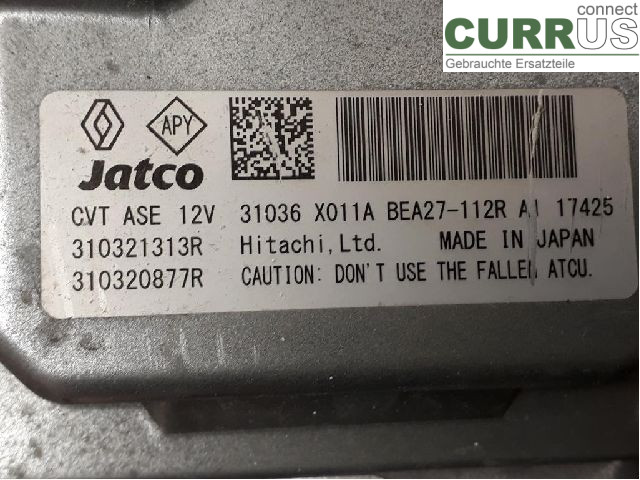 connect
CURRUS
Gebrauchte Ersatzteile
APY
Jatco
CVT ASE 12V 31036 X011A BEA27-112R A1 17425
310321313R Hitachi,Ltd. MADE IN JAPAN
310320877R CAUTION: DON'T USE THE FALLEN ATCU.